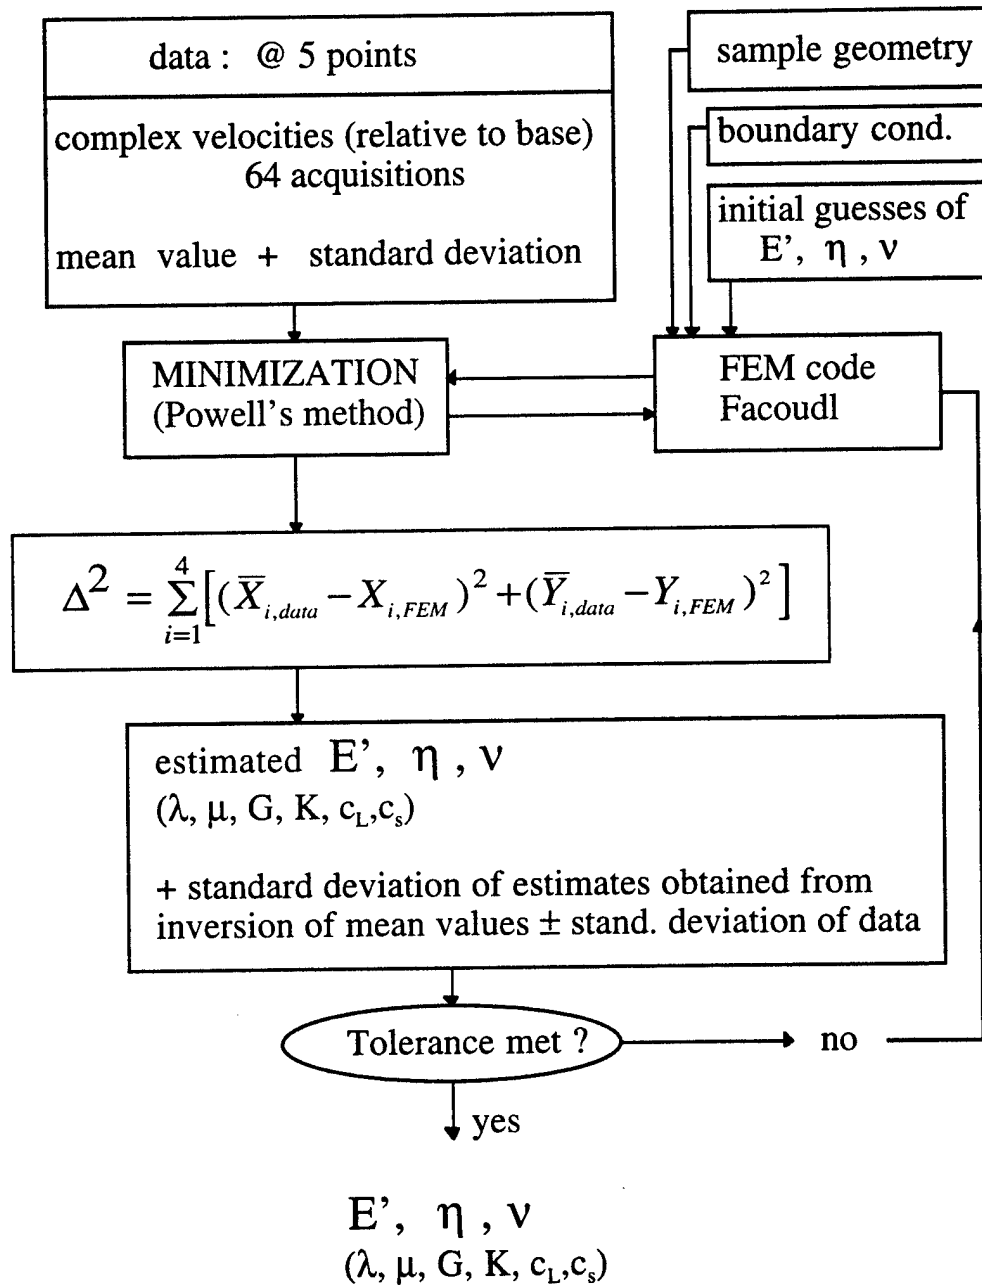 data : @ 5 points
complex velocities (relative to base)
64 acquisitions
mean value + standard deviation
sample geometry
boundary cond.
initial guesses of
E’, η , ν
MINIMIZATION
(Powell’s method)
FEM code
Facoudl
Δ² = ∑_{i=1}^{4} [ ( X̅_{i,data} − X_{i,FEM} )² + ( Y̅_{i,data} − Y_{i,FEM} )² ]
estimated E’, η , ν
(λ, μ, G, K, c_L,c_s)
+ standard deviation of estimates obtained from
inversion of mean values ± stand. deviation of data
Tolerance met ?
no
yes
E’, η , ν
(λ, μ, G, K, c_L,c_s)